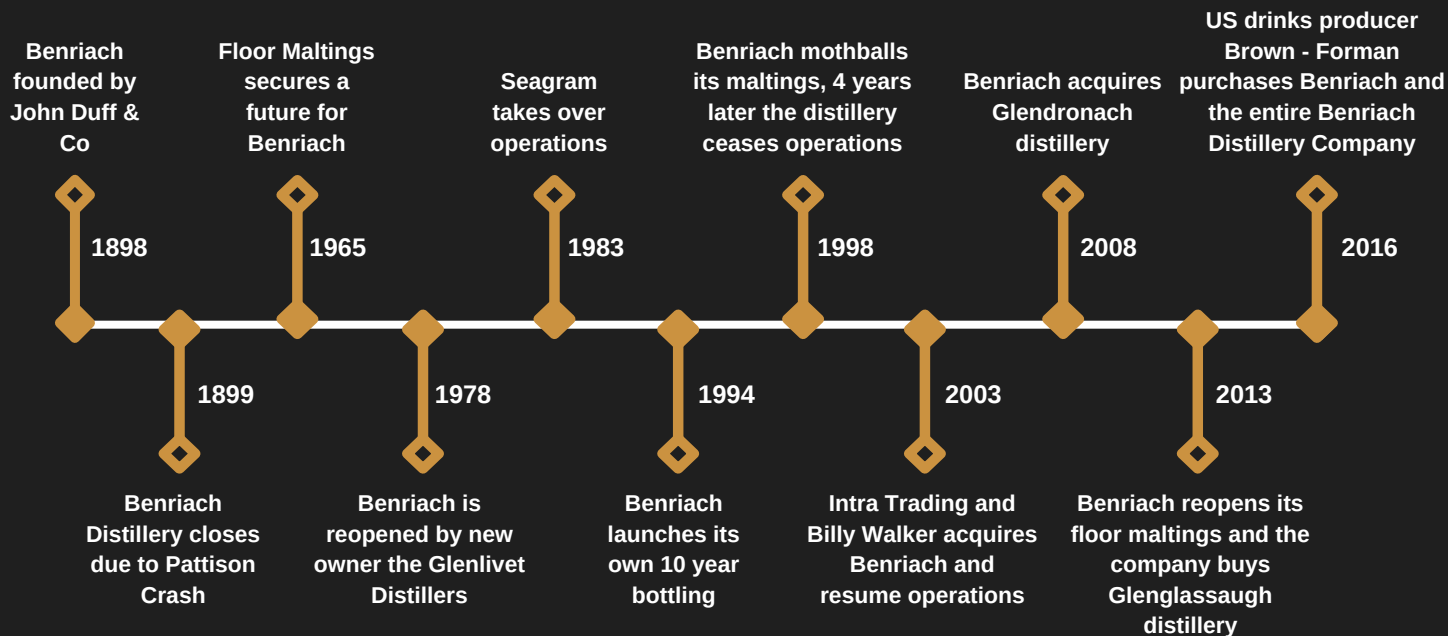 Benriach
founded by
John Duff &
Co
1898
Benriach
Distillery closes
due to Pattison
Crash
1899
Floor Maltings
secures a
future for
Benriach
1965
Benriach is
reopened by new
owner the Glenlivet
Distillers
1978
Seagram
takes over
operations
1983
Benriach
launches its
own 10 year
bottling
1994
Benriach mothballs
its maltings, 4 years
later the distillery
ceases operations
1998
Intra Trading and
Billy Walker acquires
Benriach and
resume operations
2003
Benriach acquires
Glendronach
distillery
2008
Benriach reopens its
floor maltings and the
company buys
Glenglassaugh
distillery
2013
US drinks producer
Brown - Forman
purchases Benriach and
the entire Benriach
Distillery Company
2016